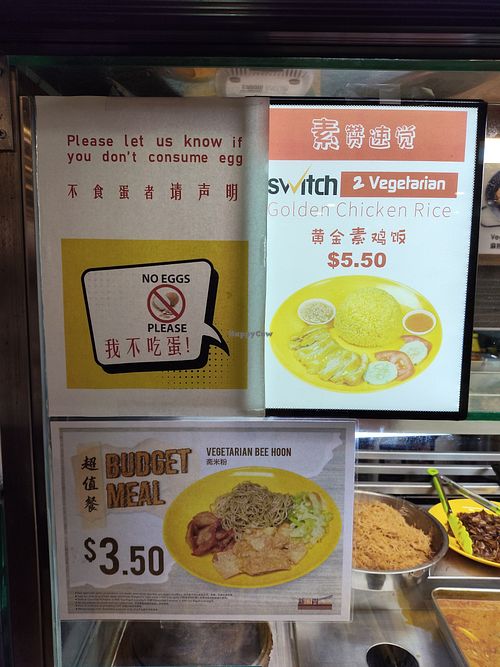 Please let us know if
you don't consume egg
不食蛋者请声明
NO EGGS
PLEASE
我不吃蛋!
素赞速觉
switch 2 Vegetarian
Golden Chicken Rice
黄金素鸡饭
$5.50
HappyCow
超值餐
BUDGET
MEAL
$3.50
VEGETARIAN BEE HOON
斋米粉